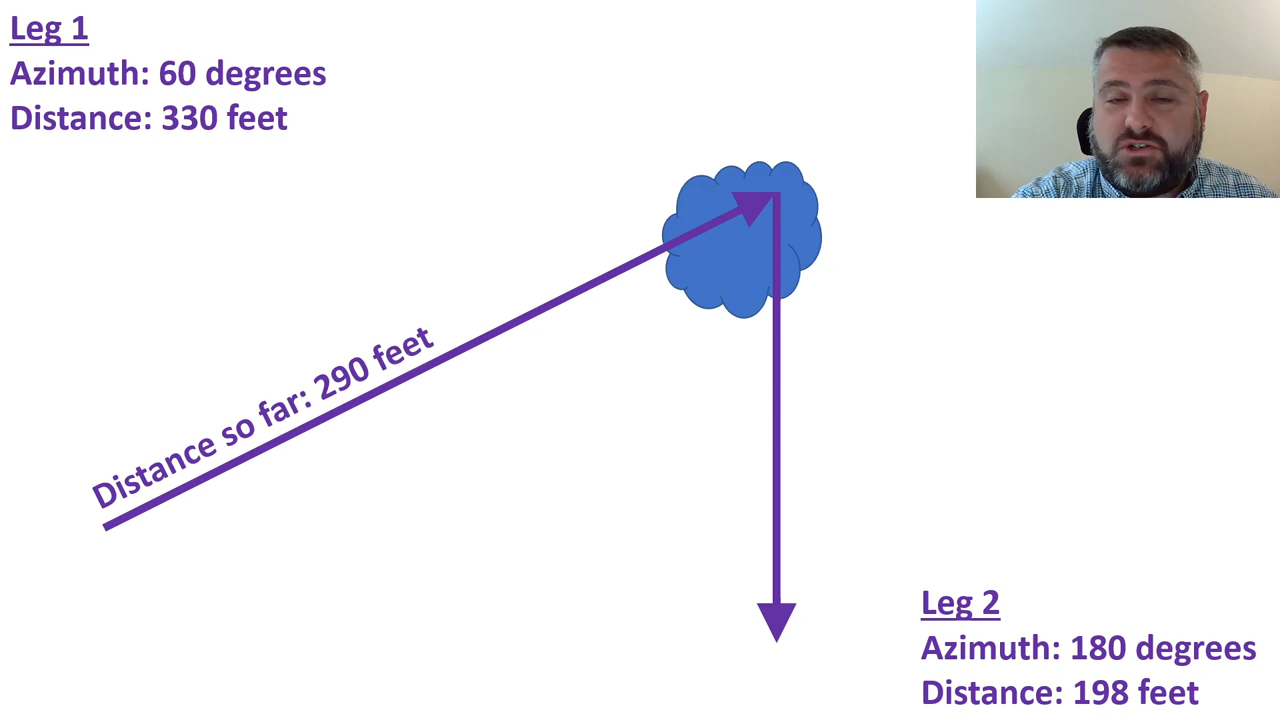 Leg 1
Azimuth: 60 degrees
Distance: 330 feet
Distance so far: 290 feet
Leg 2
Azimuth: 180 degrees
Distance: 198 feet